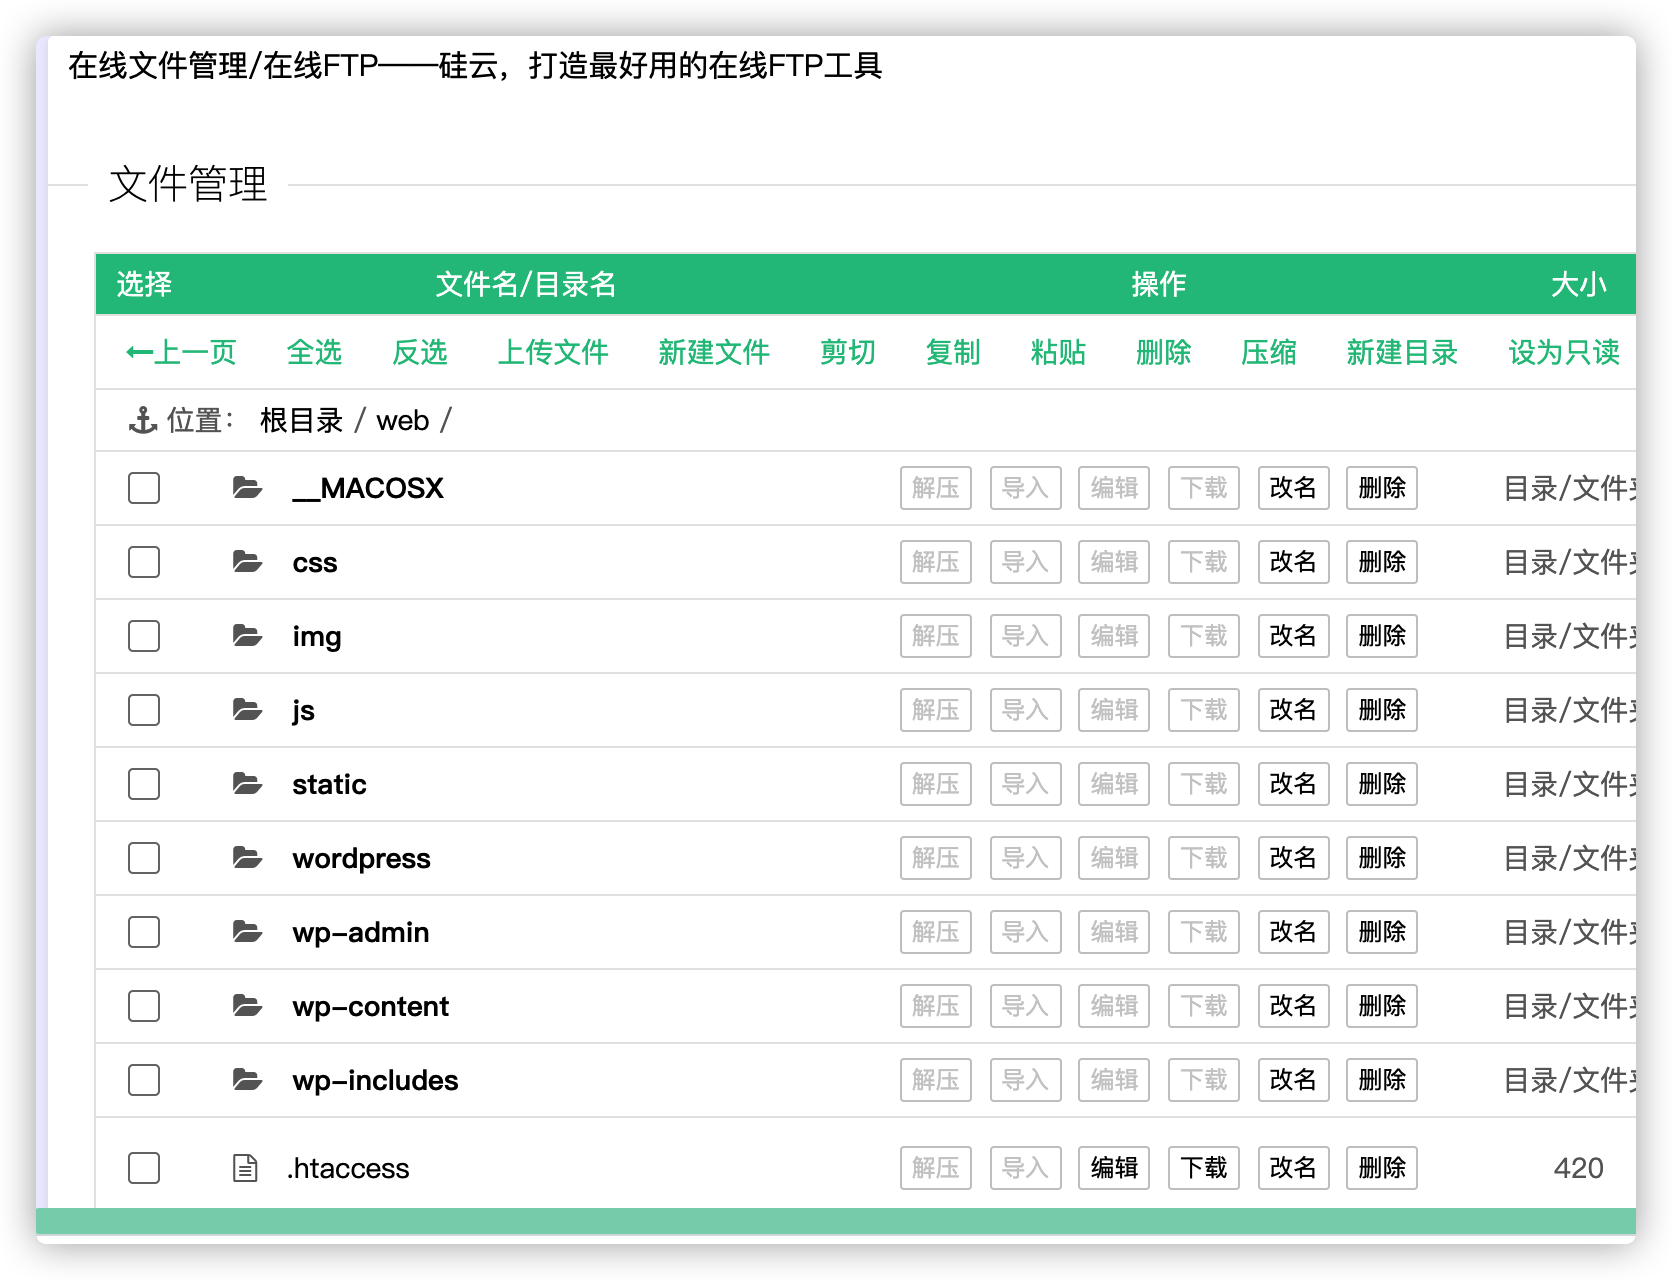 在线文件管理/在线FTP——硅云，打造最好用的在线FTP工具
文件管理
选择 文件名/目录名 操作 大小
←上一页 全选 反选 上传文件 新建文件 剪切 复制 粘贴 删除 压缩 新建目录 设为只读
位置： 根目录 / web /
__MACOSX 解压 导入 编辑 下载 改名 删除 目录/文件夹
css 解压 导入 编辑 下载 改名 删除 目录/文件夹
img 解压 导入 编辑 下载 改名 删除 目录/文件夹
js 解压 导入 编辑 下载 改名 删除 目录/文件夹
static 解压 导入 编辑 下载 改名 删除 目录/文件夹
wordpress 解压 导入 编辑 下载 改名 删除 目录/文件夹
wp-admin 解压 导入 编辑 下载 改名 删除 目录/文件夹
wp-content 解压 导入 编辑 下载 改名 删除 目录/文件夹
wp-includes 解压 导入 编辑 下载 改名 删除 目录/文件夹
.htaccess 解压 导入 编辑 下载 改名 删除 420